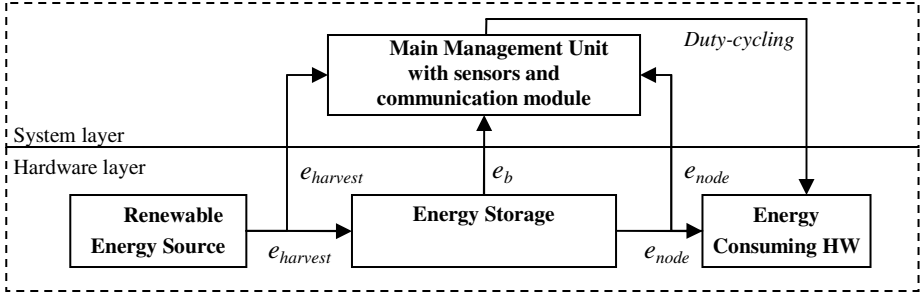 Main Management Unit
with sensors and
communication module
Duty-cycling
System layer
Hardware layer
e_harvest
e_b
e_node
Renewable
Energy Source
e_harvest
Energy Storage
e_node
Energy
Consuming HW